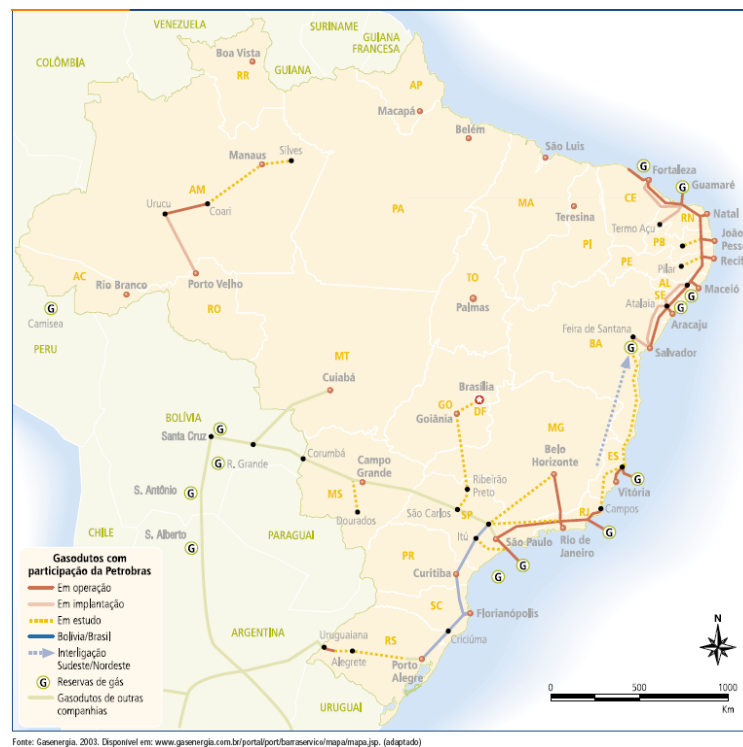 VENEZUELA
SURINAME
GUIANA
FRANCESA
COLÔMBIA
Boa Vista
GUIANA
RR
AP
Macapá
Belém
São Luis
Manaus
Silves
G
Fortaleza
G
Guamaré
AM
CE
Urucu
Coari
PA
MA
Teresina
RN
Natal
Termo Açu
PB
João
Pesso
PI
AC
Rio Branco
Porto Velho
TO
PE
Pilar
Recif
G
Camisea
RO
Palmas
AL
SE
G
Maceió
Atalaia
G
Aracaju
PERU
Feira de Santana
BA
G
Salvador
MT
Cuiabá
Brasília
GO
DF
Goiânia
BOLÍVIA
MG
Santa Cruz
G
R. Grande
G
Corumbá
Belo
Horizonte
ES
Campo
Grande
Ribeirão
Preto
G
Vitória
S. Antônio
G
MS
São Carlos
SP
RJ
Campos
CHILE
Dourados
S. Alberto
G
PARAGUAI
Itú
São Paulo
Rio de
Janeiro
G
PR
G
G
Curitiba
SC
Florianópolis
ARGENTINA
Uruguaiana
RS
Criciúma
Alegrete
Porto
Alegre
URUGUAI
Gasodutos com
participação da Petrobras
Em operação
Em implantação
Em estudo
Bolívia/Brasil
Interligação
Sudeste/Nordeste
G
Reservas de gás
Gasodutos de outras
companhias
N
0
500
1000
Km
Fonte: Gasenergia. 2003. Disponível em: www.gasenergia.com.br/portal/port/barraservico/mapa/mapa.jsp. (adaptado)